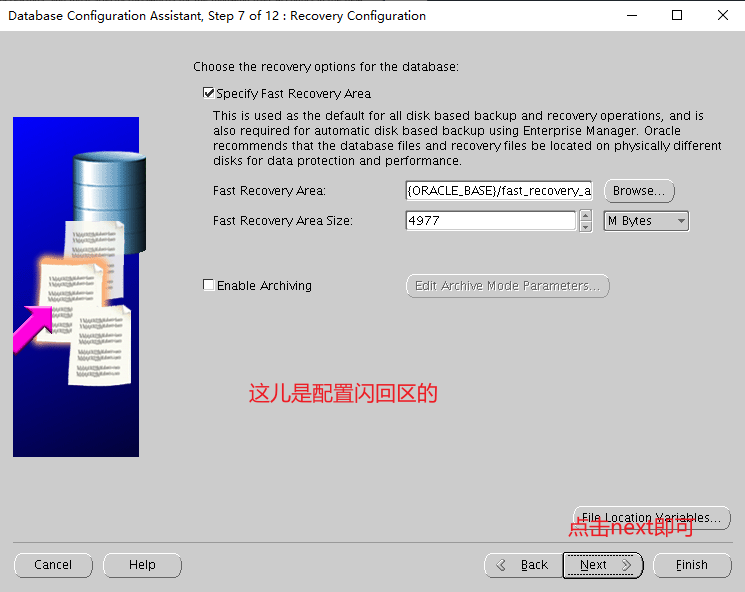 Database Configuration Assistant, Step 7 of 12 : Recovery Configuration
Choose the recovery options for the database:
Specify Fast Recovery Area
This is used as the default for all disk based backup and recovery operations, and is
also required for automatic disk based backup using Enterprise Manager. Oracle
recommends that the database files and recovery files be located on physically different
disks for data protection and performance.
Fast Recovery Area: {ORACLE_BASE}/fast_recovery_a Browse...
Fast Recovery Area Size: 4977 M Bytes
Enable Archiving Edit Archive Mode Parameters...
这儿是配置闪回区的
File Location Variables...
点击next即可
Cancel Help Back Next Finish